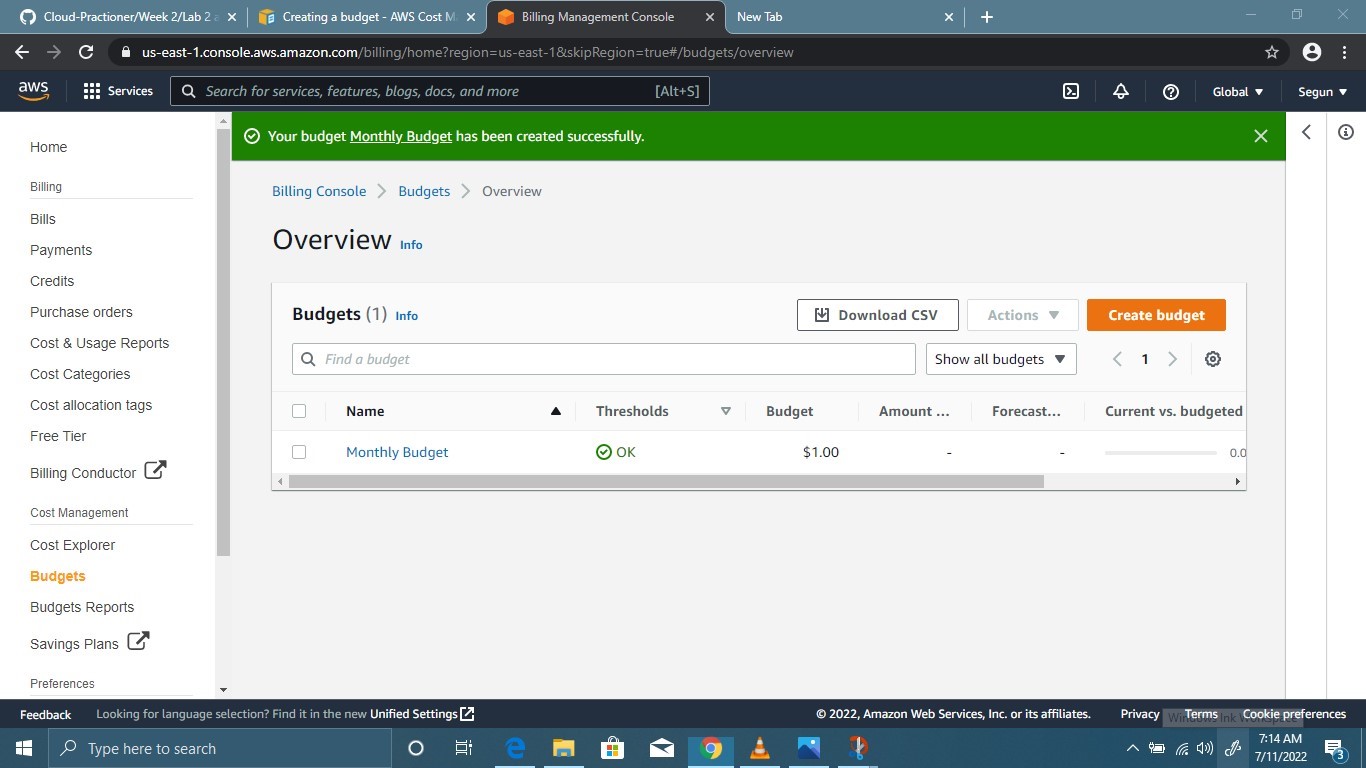 Cloud-Practioner/Week 2/Lab 2 a
Creating a budget - AWS Cost M
Billing Management Console
New Tab
us-east-1.console.aws.amazon.com/billing/home?region=us-east-1&skipRegion=true#/budgets/overview
aws
Services
Search for services, features, blogs, docs, and more
[Alt+S]
Global
Segun
Home
Billing
Bills
Payments
Credits
Purchase orders
Cost & Usage Reports
Cost Categories
Cost allocation tags
Free Tier
Billing Conductor
Cost Management
Cost Explorer
Budgets
Budgets Reports
Savings Plans
Preferences
Your budget Monthly Budget has been created successfully.
Billing Console
Budgets
Overview
Overview Info
Budgets (1) Info
Download CSV
Actions
Create budget
Find a budget
Show all budgets
1
Name
Thresholds
Budget
Amount ...
Forecast...
Current vs. budgeted
Monthly Budget
OK
$1.00
-
-
0.0
Feedback
Looking for language selection? Find it in the new Unified Settings
© 2022, Amazon Web Services, Inc. or its affiliates.
Privacy
Terms
Cookie preferences
Windows Ink Workspace
Type here to search
7:14 AM
7/11/2022
3